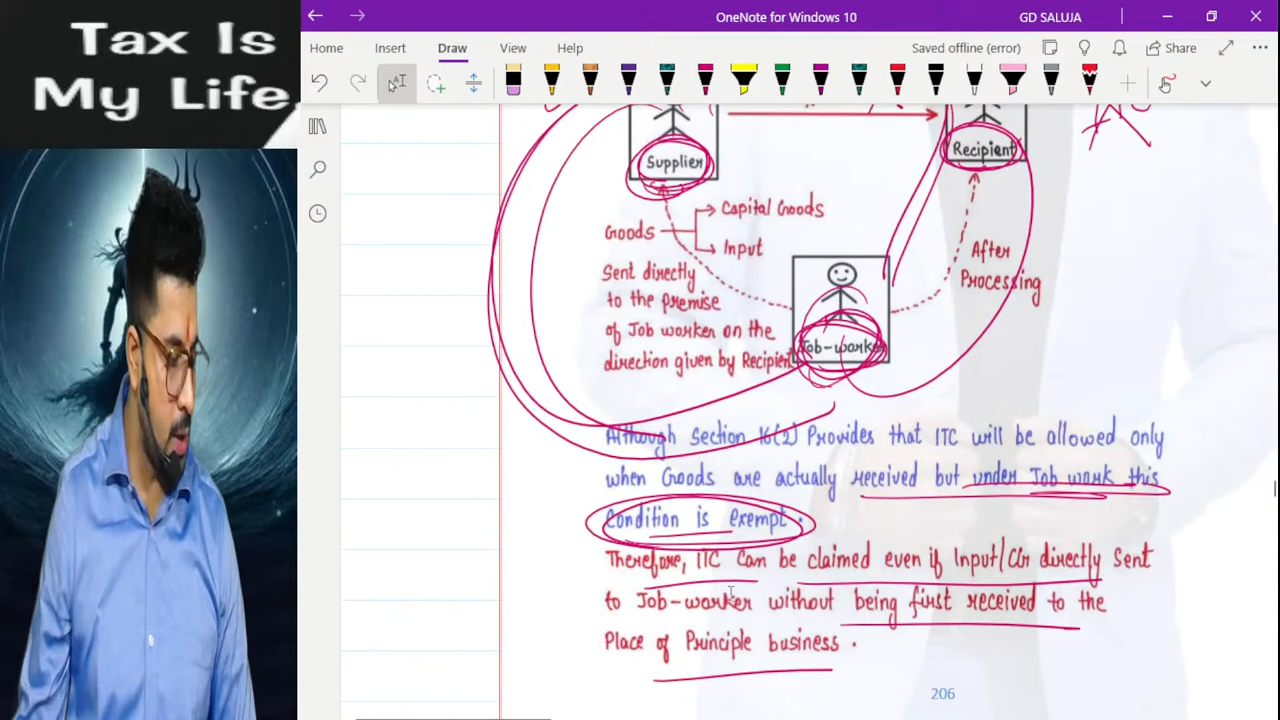 Tax Is
My Life
OneNote for Windows 10
GD SALUJA
Home
Insert
Draw
View
Help
Saved offline (error)
Share
Supplier
Recipient
Goods
Capital Goods
Input
Sent directly
to the premise
of Job worker on the
direction given by Recipient
Job-worker
After
Processing
Although Section 16(2) Provides that ITC will be allowed only
when Goods are actually received but under Job work this
Condition is exempt.
Therefore, ITC Can be claimed even if Input/CG directly Sent
to Job-worker without being first received to the
Place of Principle business.
206